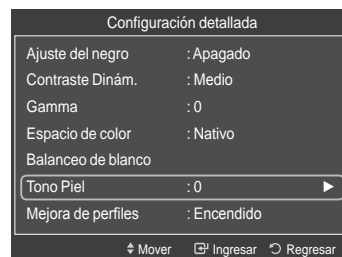 Configuración detallada
Ajuste del negro : Apagado
Contraste Dinám. : Medio
Gamma : 0
Espacio de color : Nativo
Balanceo de blanco
Tono Piel : 0 ►
Mejora de perfiles : Encendido
Mover Ingresar Regresar